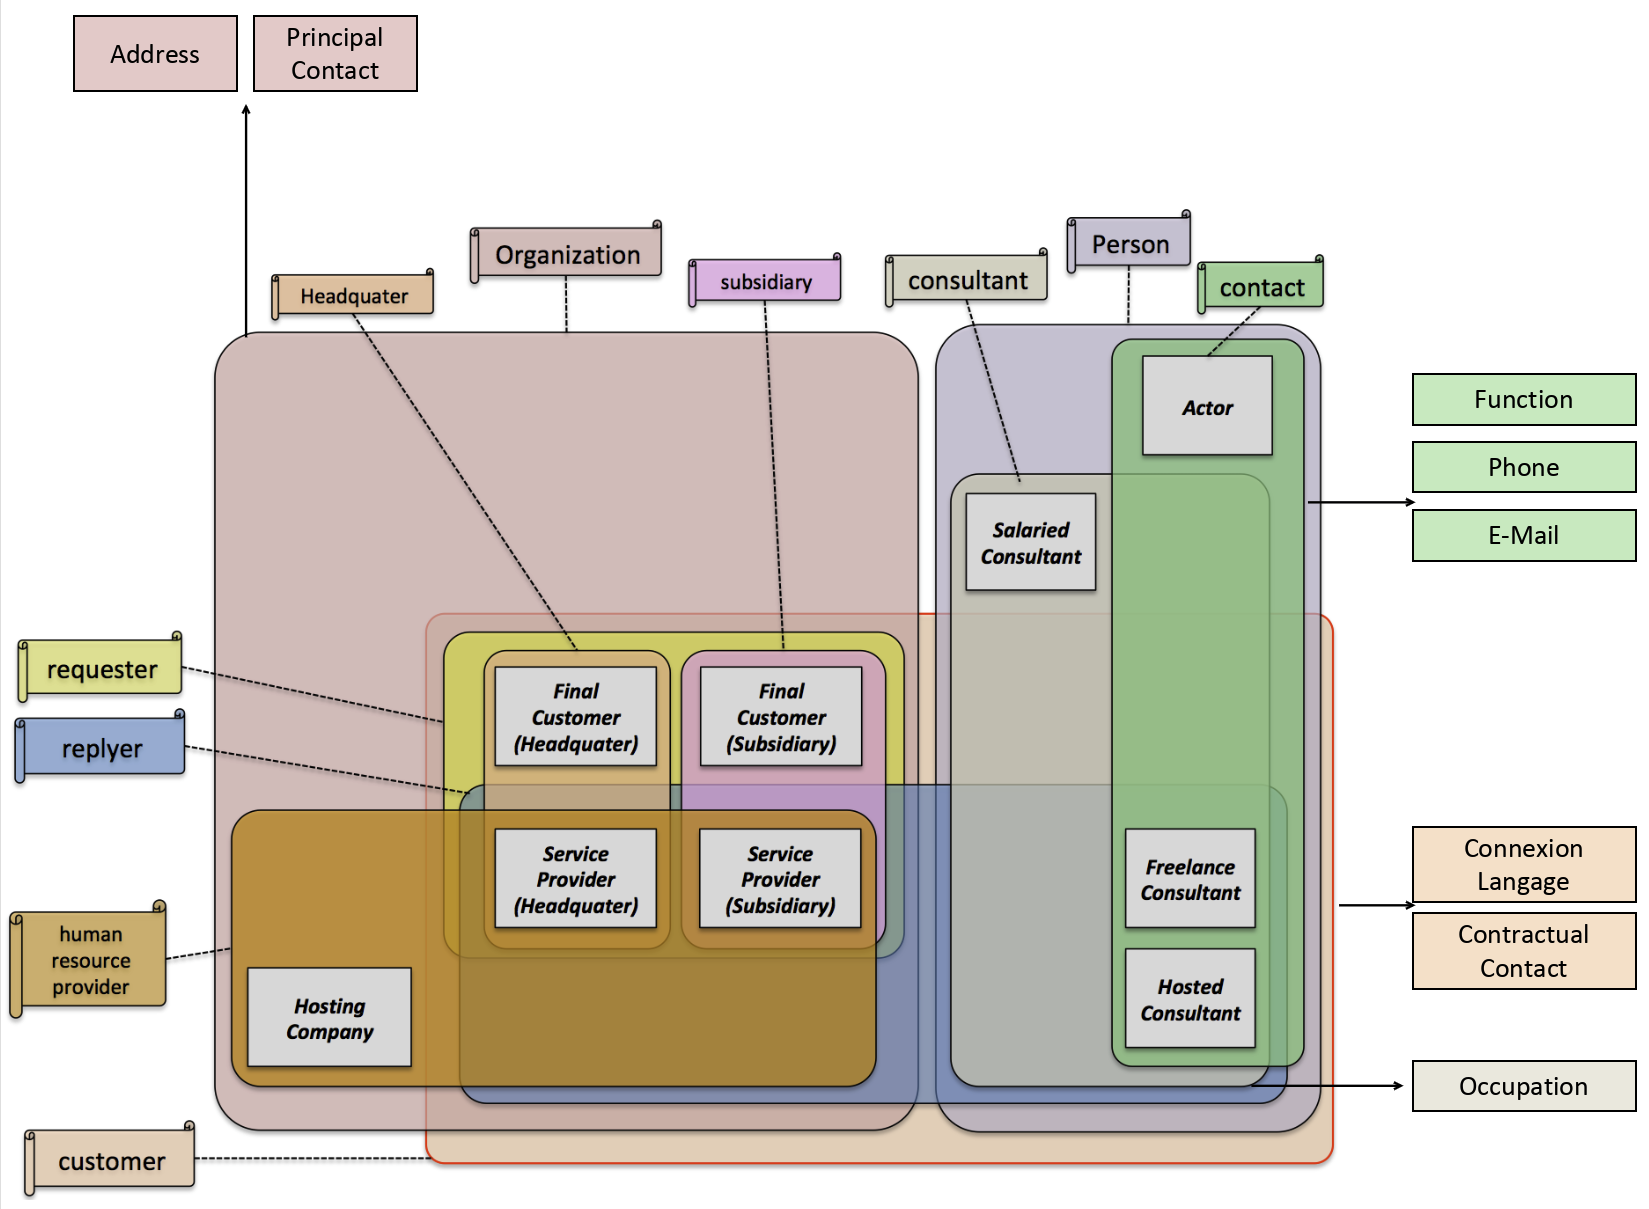 Address
Principal
Contact
Organization
Person
subsidiary
consultant
contact
Headquater
Actor
Function
Phone
E-Mail
Salaried
Consultant
requester
replyer
Final
Customer
(Headquater)
Final
Customer
(Subsidiary)
Service
Provider
(Headquater)
Service
Provider
(Subsidiary)
Freelance
Consultant
Connexion
Langage
Contractual
Contact
human
resource
provider
Hosting
Company
Hosted
Consultant
Occupation
customer